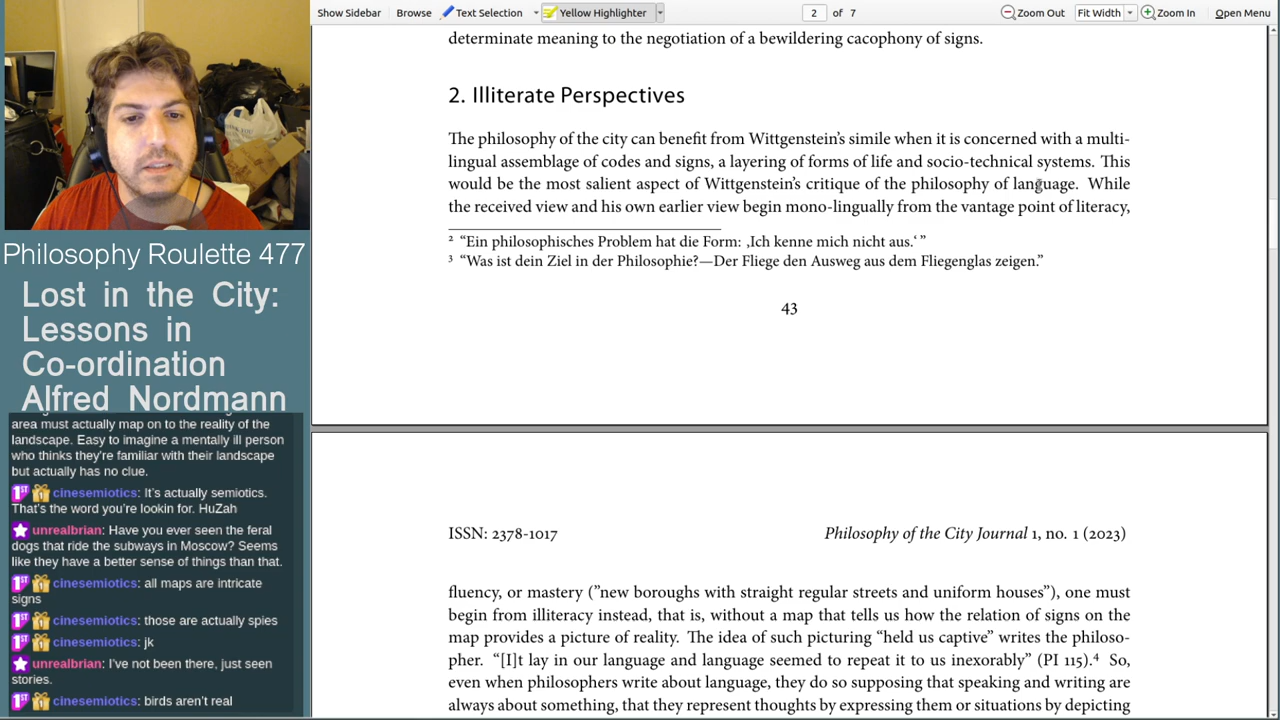 Show Sidebar
Browse
Text Selection
Yellow Highlighter
2 of 7
Zoom Out
Fit Width
Zoom In
Open Menu
determinate meaning to the negotiation of a bewildering cacophony of signs.
2. Illiterate Perspectives
The philosophy of the city can benefit from Wittgenstein's simile when it is concerned with a multi-
lingual assemblage of codes and signs, a layering of forms of life and socio-technical systems. This
would be the most salient aspect of Wittgenstein's critique of the philosophy of language. While
the received view and his own earlier view begin mono-lingually from the vantage point of literacy,
² “Ein philosophisches Problem hat die Form: ‚Ich kenne mich nicht aus.‘ ”
³ “Was ist dein Ziel in der Philosophie?—Der Fliege den Ausweg aus dem Fliegenglas zeigen.”
43
ISSN: 2378-1017
Philosophy of the City Journal 1, no. 1 (2023)
fluency, or mastery (”new boroughs with straight regular streets and uniform houses”), one must
begin from illiteracy instead, that is, without a map that tells us how the relation of signs on the
map provides a picture of reality. The idea of such picturing “held us captive” writes the philoso-
pher. “[I]t lay in our language and language seemed to repeat it to us inexorably” (PI 115).⁴ So,
even when philosophers write about language, they do so supposing that speaking and writing are
always about something, that they represent thoughts by expressing them or situations by depicting
Philosophy Roulette 477
Lost in the City:
Lessons in
Co-ordination
Alfred Nordmann
area must actually map on to the reality of the
landscape. Easy to imagine a mentally ill person
who thinks they're familiar with their landscape
but actually has no clue.
1ST cinesemiotics: It's actually semiotics.
That's the word you're lookin for. HuZah
unrealbrian: Have you ever seen the feral
dogs that ride the subways in Moscow? Seems
like they have a better sense of things than that.
1ST cinesemiotics: all maps are intricate
signs
1ST cinesemiotics: those are actually spies
1ST cinesemiotics: jk
unrealbrian: I've not been there, just seen
stories.
1ST cinesemiotics: birds aren't real